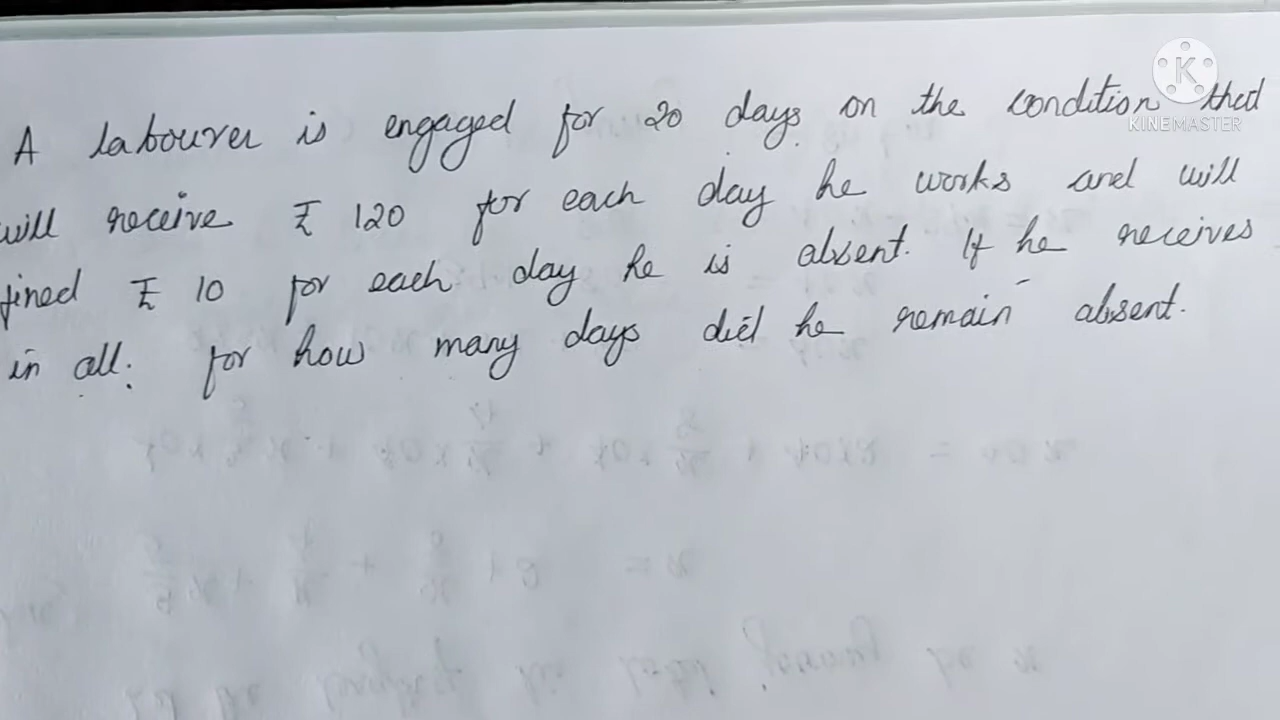 K
KINEMASTER
A labourer is engaged for 20 days on the condition that
will receive ₹ 120 for each day he works and will
fined ₹ 10 for each day he is absent. If he receives
in all. for how many days did he remain absent.